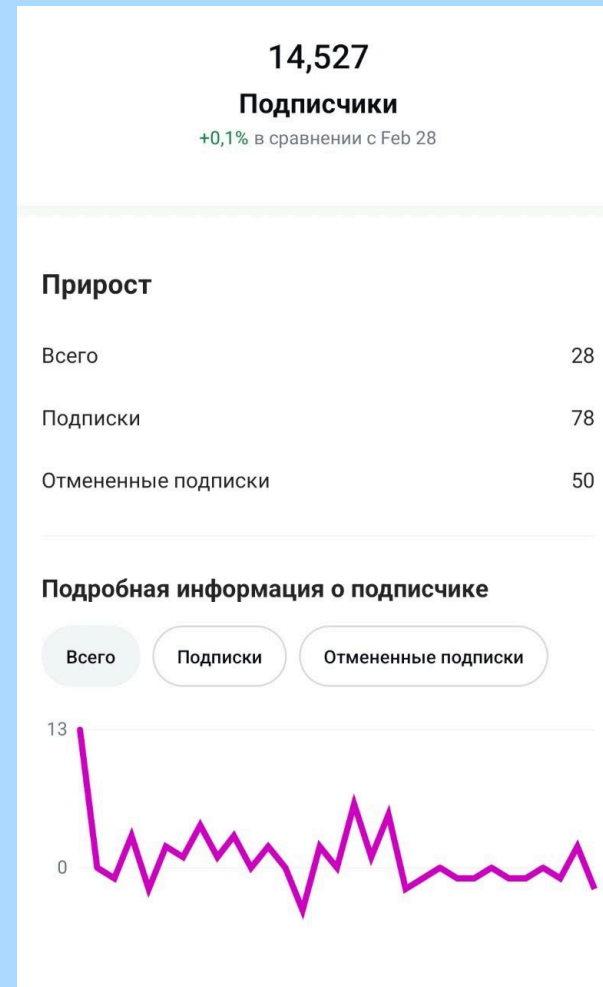 14,527
Подписчики
+0,1% в сравнении с Feb 28
Прирост
Всего 28
Подписки 78
Отмененные подписки 50
Подробная информация о подписчике
Всего Подписки Отмененные подписки
13
0